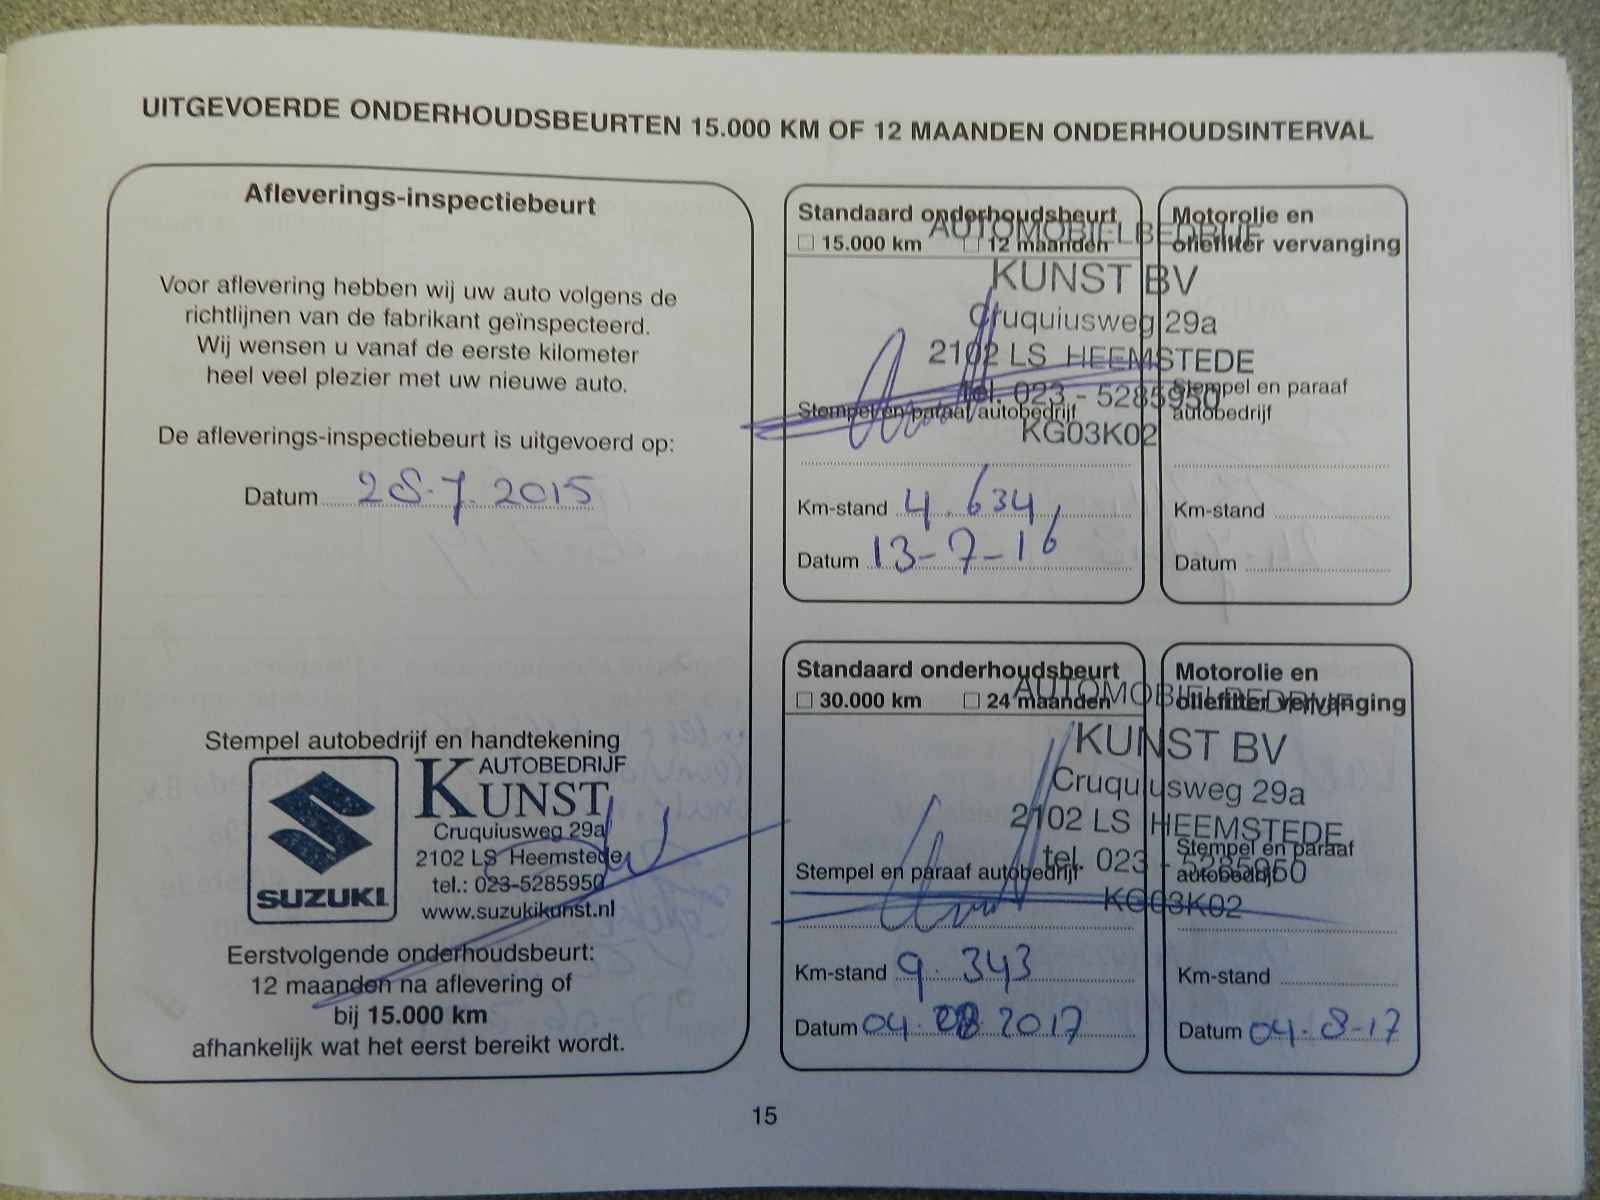 UITGEVOERDE ONDERHOUDSBEURTEN 15.000 KM OF 12 MAANDEN ONDERHOUDSINTERVAL
Afleverings-inspectiebeurt
Voor aflevering hebben wij uw auto volgens de
richtlijnen van de fabrikant geïnspecteerd.
Wij wensen u vanaf de eerste kilometer
heel veel plezier met uw nieuwe auto.
De afleverings-inspectiebeurt is uitgevoerd op:
Datum 28.7.2015
Stempel autobedrijf en handtekening
SUZUKI
AUTOBEDRIJF
KUNST
Cruquiusweg 29a
2102 LS Heemstede
tel.: 023-5285950
www.suzukikunst.nl
Eerstvolgende onderhoudsbeurt:
12 maanden na aflevering of
bij 15.000 km
afhankelijk wat het eerst bereikt wordt.
Standaard onderhoudsbeurt
15.000 km 12 maanden
AUTOMOBIELBEDRIJF
KUNST BV
Cruquiusweg 29a
2102 LS HEEMSTEDE
tel. 023 - 5285950
KG03K02
Stempel en paraaf autobedrijf
Km-stand 4.634
Datum 13-7-16
Motorolie en
oliefilter vervanging
Stempel en paraaf
autobedrijf
Km-stand
Datum
Standaard onderhoudsbeurt
30.000 km 24 maanden
AUTOMOBIELBEDRIJF
KUNST BV
Cruquiusweg 29a
2102 LS HEEMSTEDE
tel. 023 - 5285950
KG03K02
Stempel en paraaf autobedrijf
Km-stand 9.343
Datum 04.08.2017
Motorolie en
oliefilter vervanging
Stempel en paraaf
autobedrijf
Km-stand
Datum 04.8-17
15